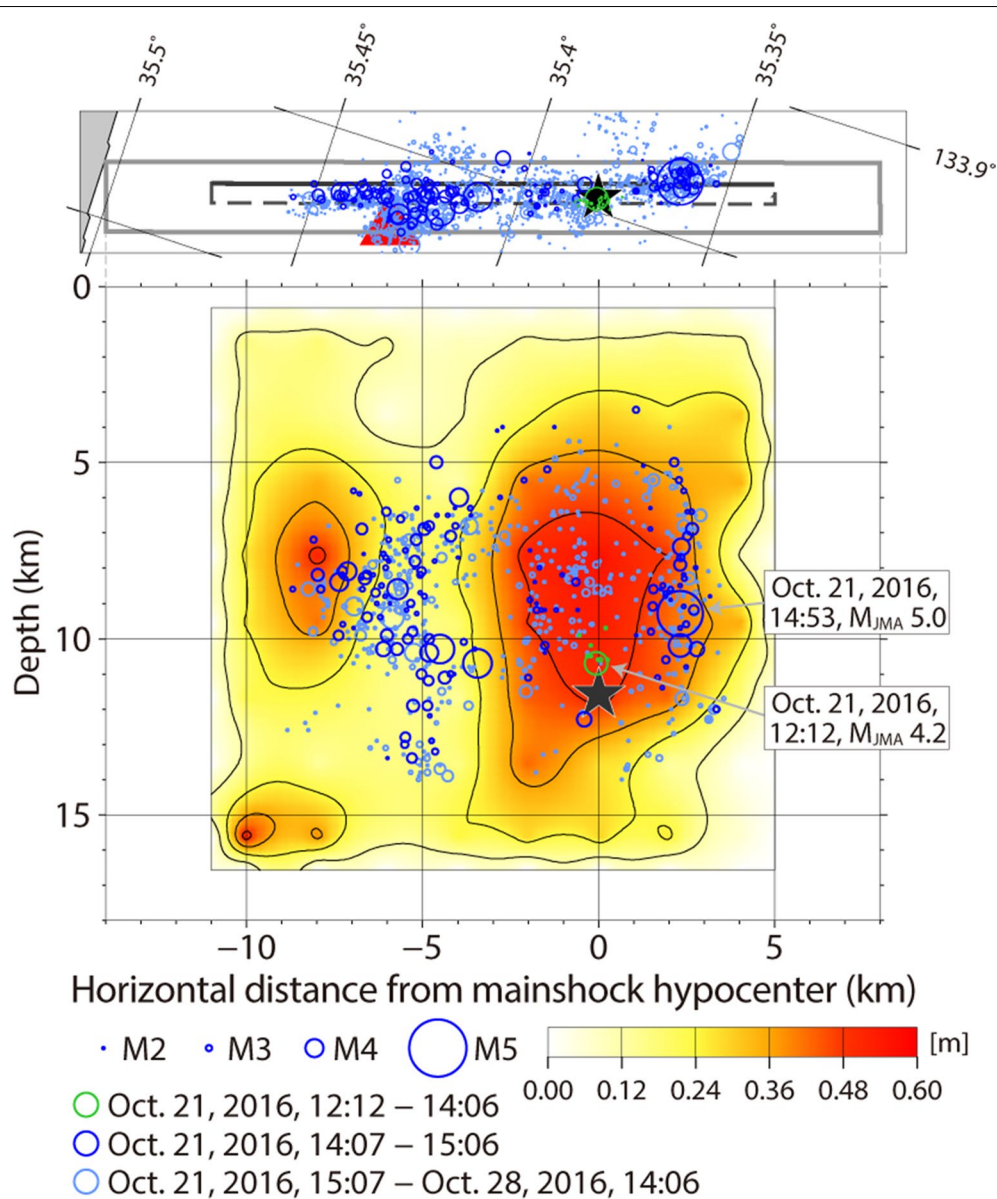 35.5°
35.45°
35.4°
35.35°
133.9°
0
5
10
15
Depth (km)
Oct. 21, 2016,
14:53, MJMA 5.0
Oct. 21, 2016,
12:12, MJMA 4.2
−10
−5
0
5
Horizontal distance from mainshock hypocenter (km)
M2
M3
M4
M5
[m]
0.00
0.12
0.24
0.36
0.48
0.60
Oct. 21, 2016, 12:12 – 14:06
Oct. 21, 2016, 14:07 – 15:06
Oct. 21, 2016, 15:07 – Oct. 28, 2016, 14:06